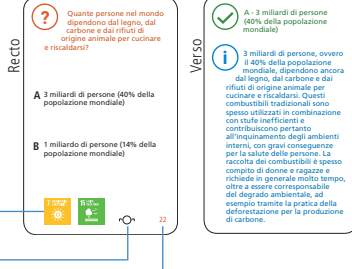 Recto
?
Quante persone nel mondo
dipendono dal legno, dal
carbone e dai rifiuti di
origine animale per cucinare
e riscaldarsi?
A 3 miliardi di persone (40% della
popolazione mondiale)
B 1 miliardo di persone (14% della
popolazione mondiale)
7
15
22
Verso
A - 3 miliardi di persone
(40% della popolazione
mondiale)
i
3 miliardi di persone, ovvero
il 40% della popolazione
mondiale, dipendono ancora
dal legno, dal carbone e dai
rifiuti di origine animale per
cucinare e riscaldarsi. Questi
combustibili tradizionali sono
spesso utilizzati in combinazione
con stufe inefficienti e
contribuiscono pertanto
all'inquinamento degli ambienti
interni, con gravi conseguenze
per la salute delle persone. La
raccolta dei combustibili è spesso
compito di donne e ragazze e
richiede in generale molto tempo,
oltre a essere corresponsabile
del degrado ambientale, ad
esempio tramite la pratica della
deforestazione per la produzione
di carbone.